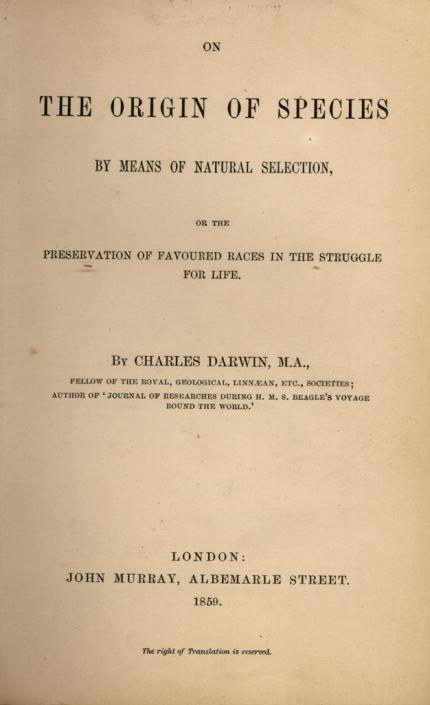 ON
THE ORIGIN OF SPECIES
BY MEANS OF NATURAL SELECTION,
OR THE
PRESERVATION OF FAVOURED RACES IN THE STRUGGLE
FOR LIFE.
BY CHARLES DARWIN, M.A.,
FELLOW OF THE ROYAL, GEOLOGICAL, LINNÆAN, ETC., SOCIETIES;
AUTHOR OF 'JOURNAL OF RESEARCHES DURING H. M. S. BEAGLE'S VOYAGE
ROUND THE WORLD.'
LONDON:
JOHN MURRAY, ALBEMARLE STREET.
1859.
The right of Translation is reserved.